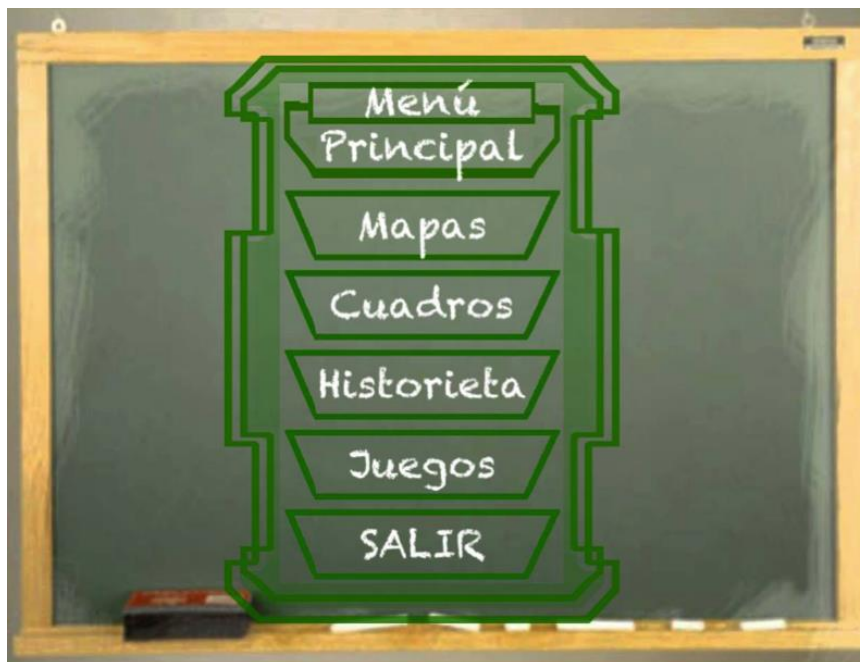 Menú
Principal
Mapas
Cuadros
Historieta
Juegos
SALIR